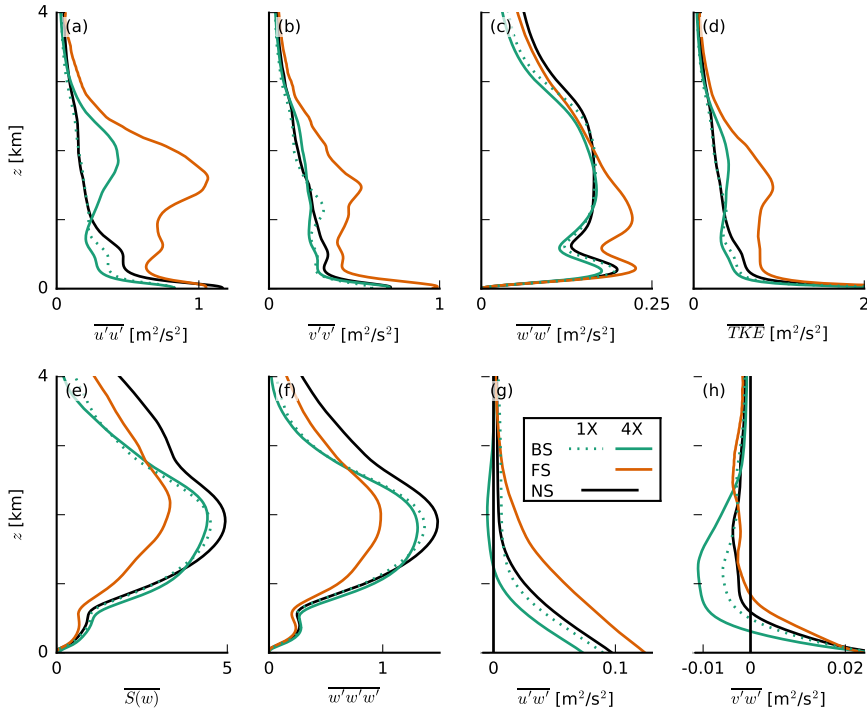 4 (a) (b) (c) (d)
z [km]
0
0 1 0 1 0 0.25 0 2
u′u′ [m²/s²] v′v′ [m²/s²] w′w′ [m²/s²] TKE [m²/s²]
4 (e) (f) (g) (h)
1X 4X
BS
FS
NS
z [km]
0
0 5 0 1 0 0.1 -0.01 0 0.02
S(w) w′w′w′ u′w′ [m²/s²] v′w′ [m²/s²]